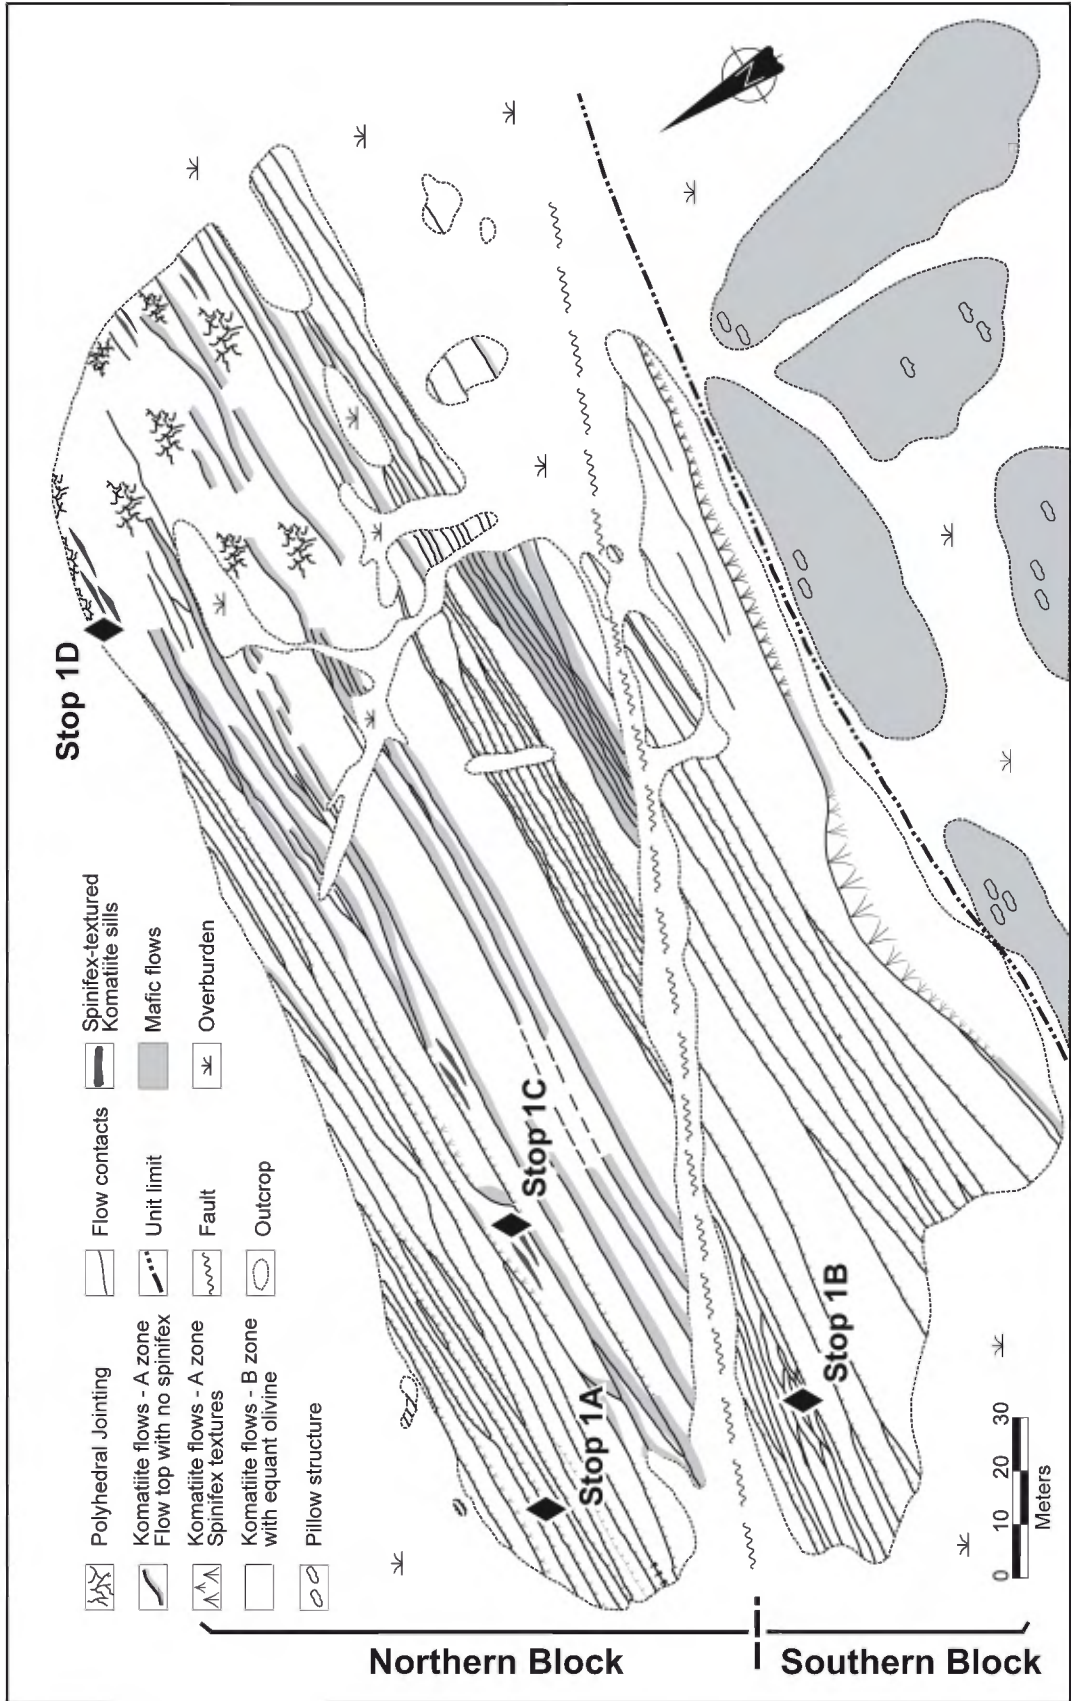 Polyhedral Jointing
Komatiite flows - A zone
Flow top with no spinifex
Komatiite flows - A zone
Spinifex textures
Komatiite flows - B zone
with equant olivine
Pillow structure
Flow contacts
Unit limit
Fault
Outcrop
Spinifex-textured
Komatiite sills
Mafic flows
Overburden
Stop 1D
Stop 1C
Stop 1A
Stop 1B
N
0 10 20 30
Meters
Northern Block
Southern Block